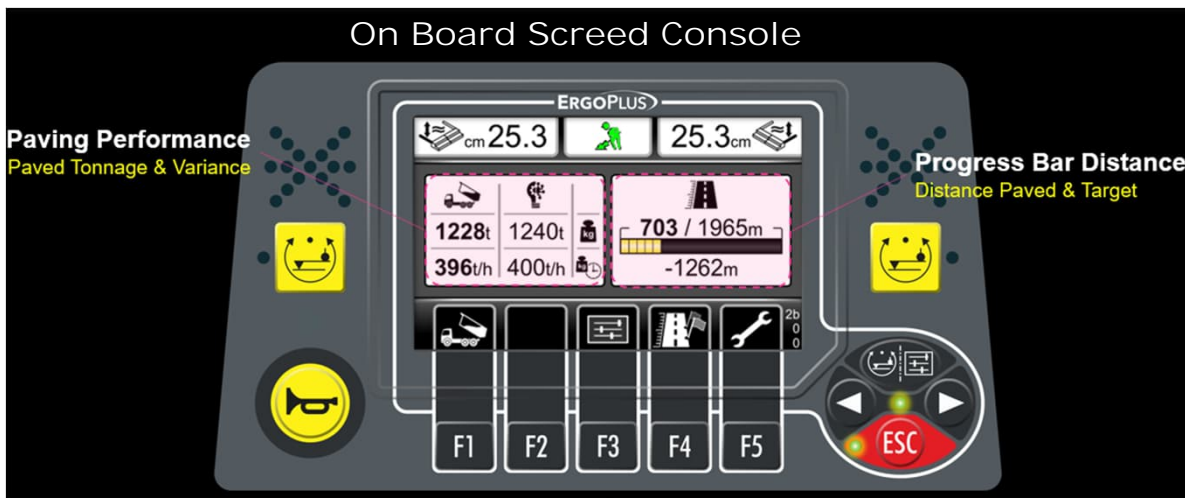 On Board Screed Console
ERGOPLUS
cm 25.3
25.3 cm
Paving Performance
Paved Tonnage & Variance
Progress Bar Distance
Distance Paved & Target
1228t 1240t kg
396t/h 400t/h kg
703 / 1965m
-1262m
2b
0
0
F1 F2 F3 F4 F5
ESC